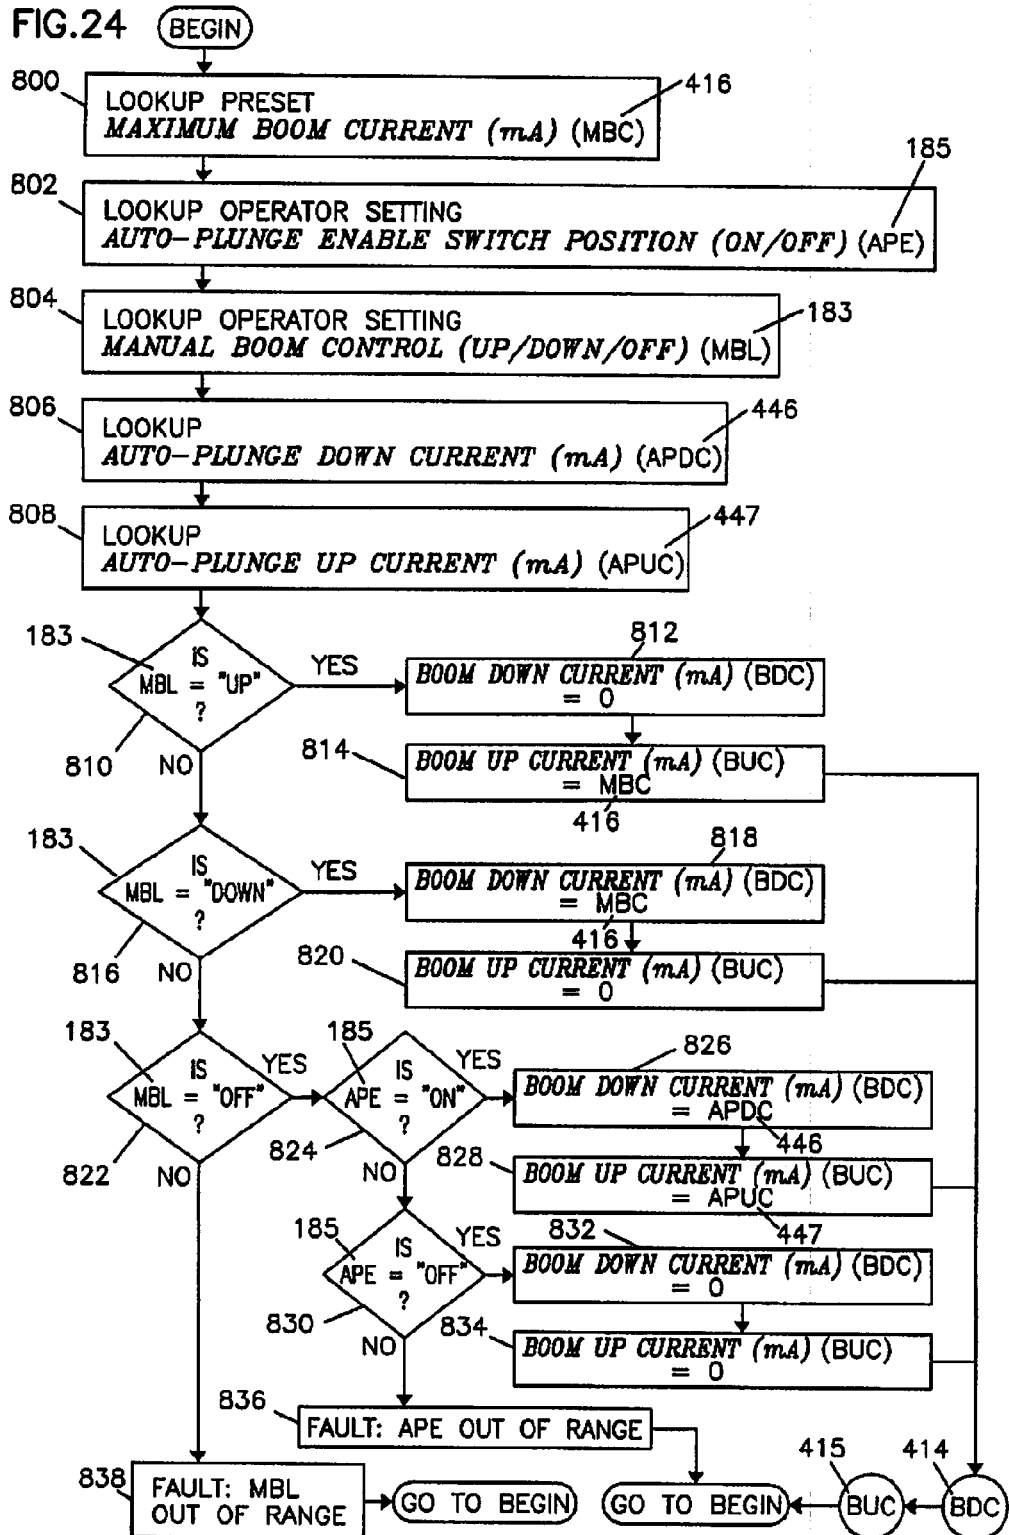 FIG.24
BEGIN
800
LOOKUP PRESET
MAXIMUM BOOM CURRENT (mA) (MBC)
416
802
LOOKUP OPERATOR SETTING
AUTO-PLUNGE ENABLE SWITCH POSITION (ON/OFF) (APE)
185
804
LOOKUP OPERATOR SETTING
MANUAL BOOM CONTROL (UP/DOWN/OFF) (MBL)
183
806
LOOKUP
AUTO-PLUNGE DOWN CURRENT (mA) (APDC)
446
808
LOOKUP
AUTO-PLUNGE UP CURRENT (mA) (APUC)
447
183
IS
MBL = "UP"
?
810
YES
NO
812
BOOM DOWN CURRENT (mA) (BDC)
= 0
814
BOOM UP CURRENT (mA) (BUC)
= MBC
416
183
IS
MBL = "DOWN"
?
816
YES
NO
818
BOOM DOWN CURRENT (mA) (BDC)
= MBC
416
820
BOOM UP CURRENT (mA) (BUC)
= 0
183
IS
MBL = "OFF"
?
822
YES
NO
185
IS
APE = "ON"
?
824
YES
NO
826
BOOM DOWN CURRENT (mA) (BDC)
= APDC
446
828
BOOM UP CURRENT (mA) (BUC)
= APUC
447
185
IS
APE = "OFF"
?
830
YES
NO
832
BOOM DOWN CURRENT (mA) (BDC)
= 0
834
BOOM UP CURRENT (mA) (BUC)
= 0
836
FAULT: APE OUT OF RANGE
838
FAULT: MBL
OUT OF RANGE
GO TO BEGIN
GO TO BEGIN
415
BUC
414
BDC